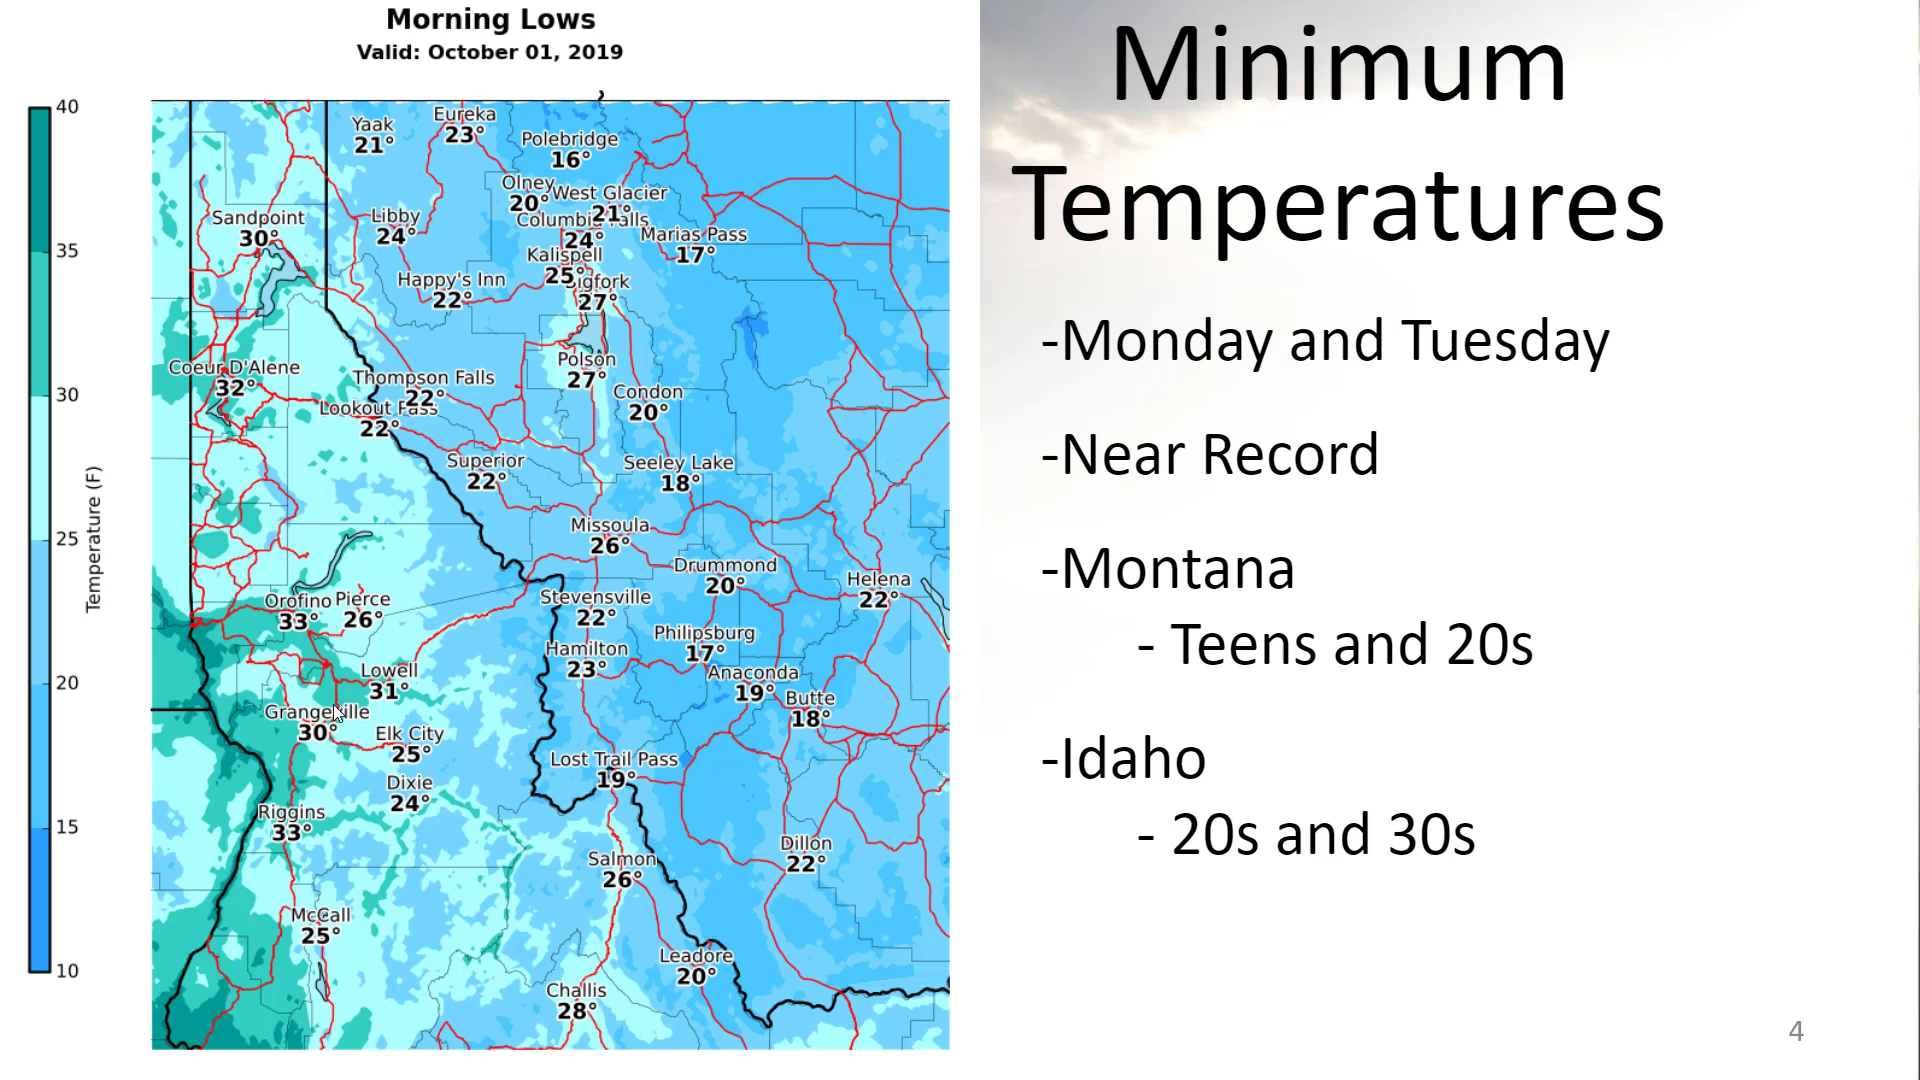 Morning Lows
Valid: October 01, 2019
40
35
30
25
20
15
10
Temperature (F)
Yaak
21°
Eureka
23°
Polebridge
16°
Olney
20°
West Glacier
21°
Columbia Falls
24°
Marias Pass
17°
Sandpoint
30°
Libby
24°
Kalispell
25°
Bigfork
27°
Happy's Inn
22°
Coeur D'Alene
32°
Thompson Falls
22°
Polson
27°
Condon
20°
Lookout Pass
22°
Superior
22°
Seeley Lake
18°
Missoula
26°
Drummond
20°
Helena
22°
Orofino
33°
Pierce
26°
Stevensville
22°
Philipsburg
17°
Hamilton
23°
Lowell
31°
Anaconda
19°
Butte
18°
Grangeville
30°
Elk City
25°
Lost Trail Pass
19°
Dixie
24°
Riggins
33°
Salmon
26°
Dillon
22°
McCall
25°
Leadore
20°
Challis
28°
Minimum
Temperatures
-Monday and Tuesday
-Near Record
-Montana
- Teens and 20s
-Idaho
- 20s and 30s
4